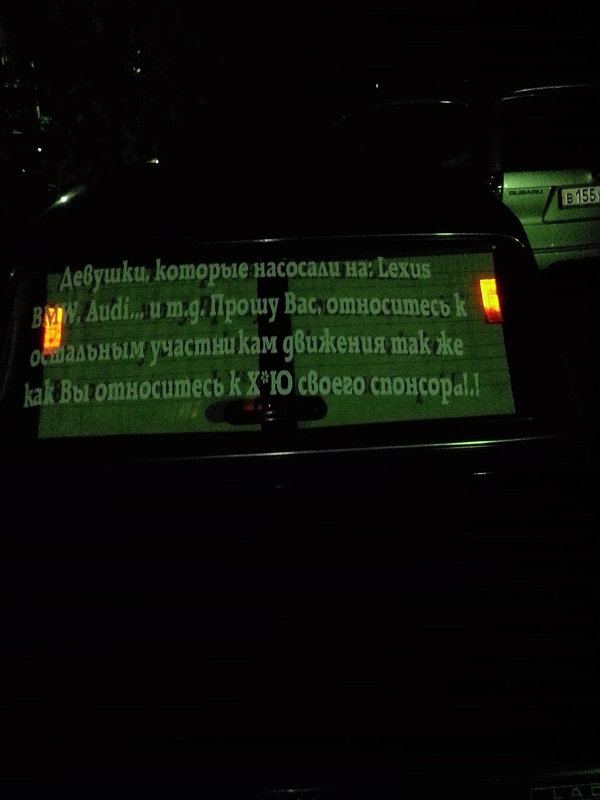 SUBARU
В 155
Девушки, которые насосали на: Lexus
BMW, Audi... и т.д. Прошу Вас, относитесь к
остальным участникам движения так же
как Вы относитесь к Х*Ю своего спонсора!.!